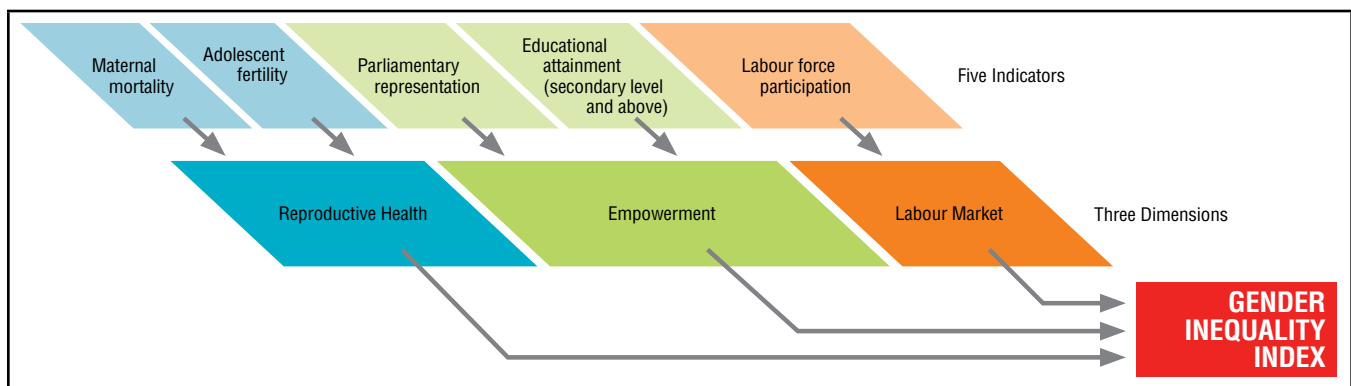 Maternal
mortality
Adolescent
fertility
Parliamentary
representation
Educational
attainment
(secondary level
and above)
Labour force
participation
Five Indicators
Reproductive Health
Empowerment
Labour Market
Three Dimensions
GENDER
INEQUALITY
INDEX